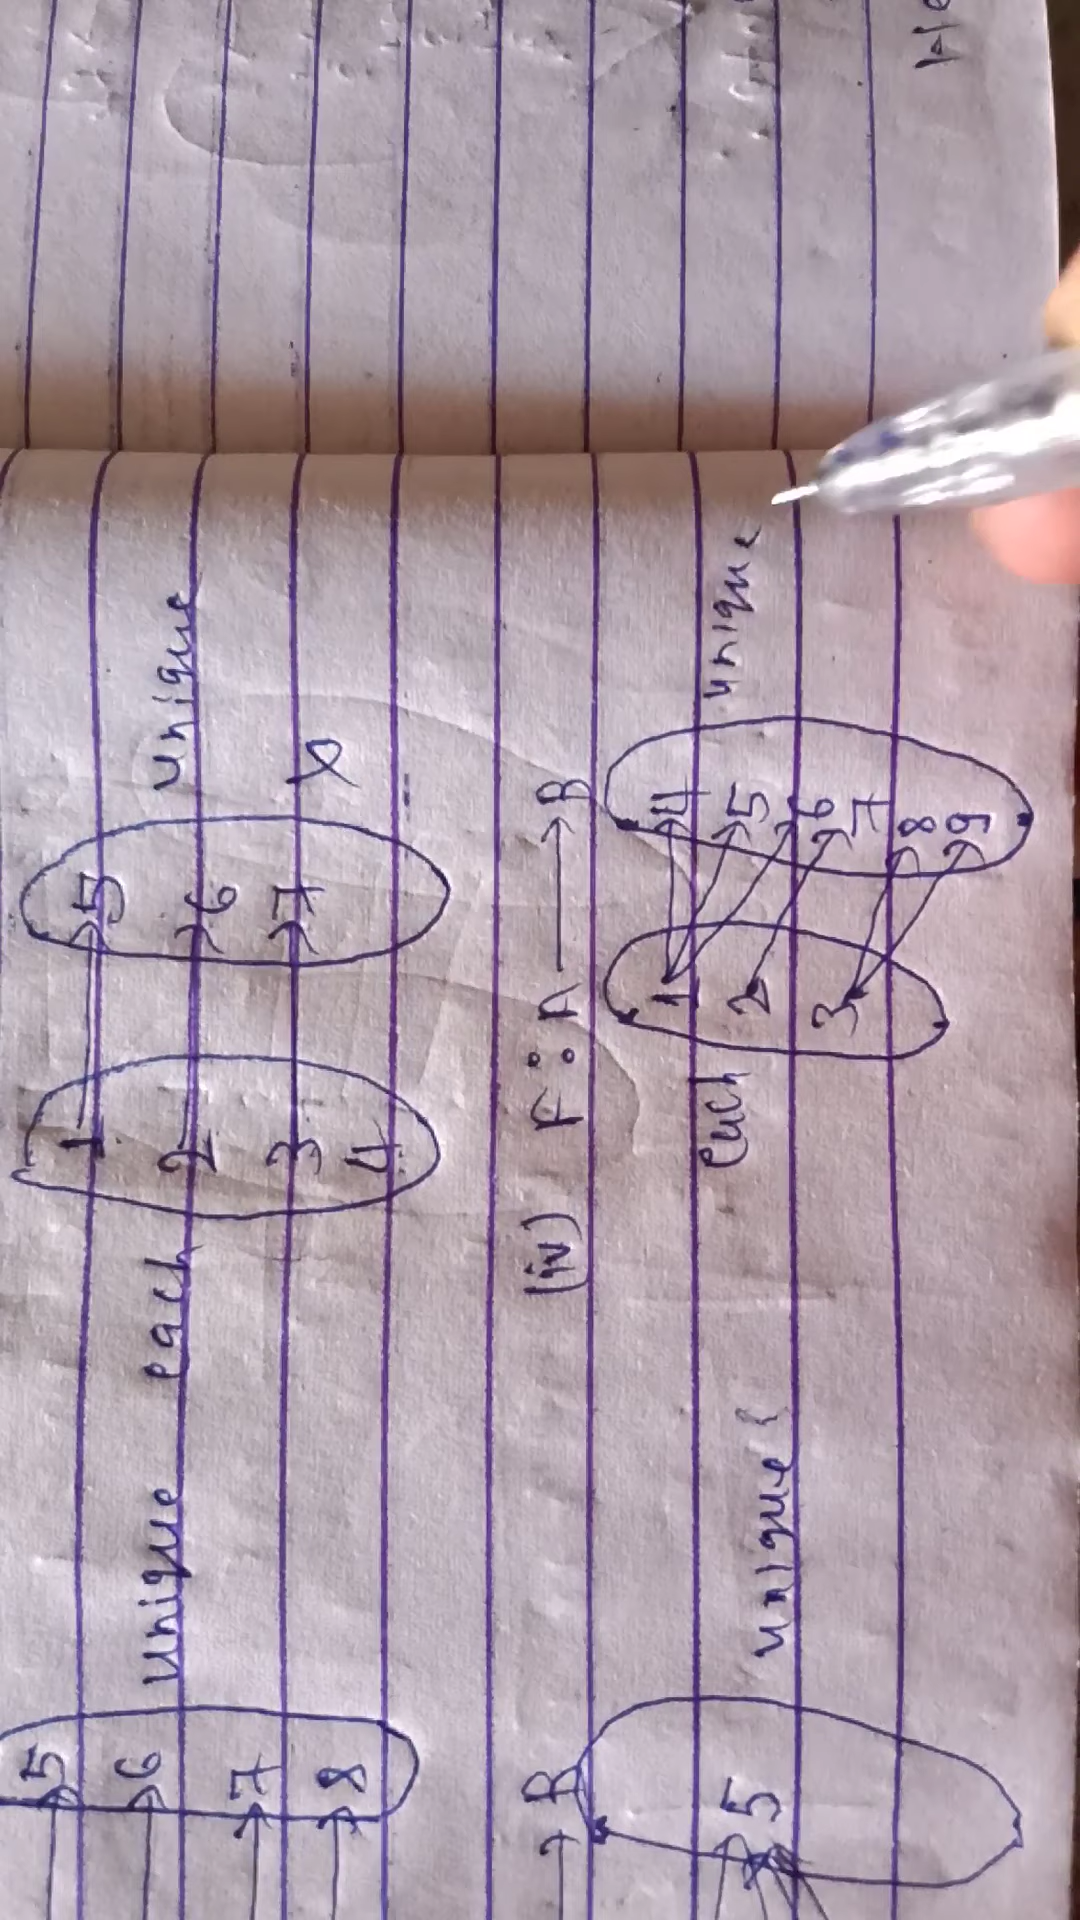 5 unique each 1 5 unique
6 2 6
7 3 7
8 4
B (iv) F : A → B
unique each 1 4 unique
5 2 5
3 6
7
8
9